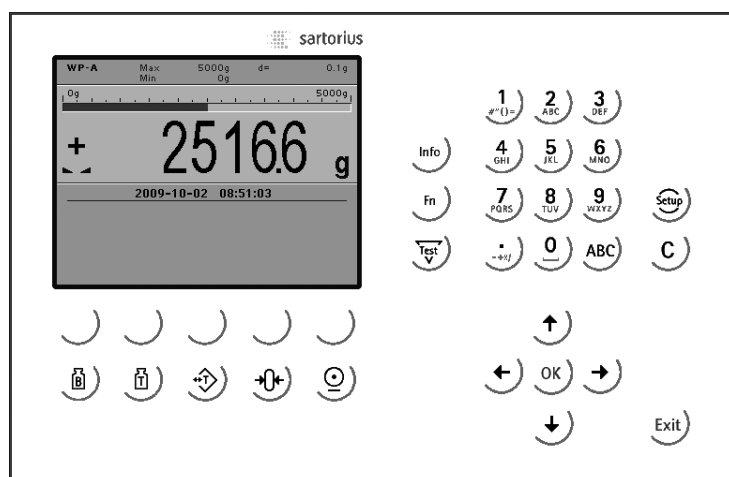 sartorius
WP-A Max 5000g d= 0.1g
Min 0g
0g 5000g
+ 2516.6 g
2009-10-02 08:51:03
1 2 3
#"()= ABC DEF
Info 4 5 6
GHI JKL MNO
Fn 7 8 9 Setup
PQRS TUV WXYZ
Test . 0 ABC C
B T T 0
OK
Exit